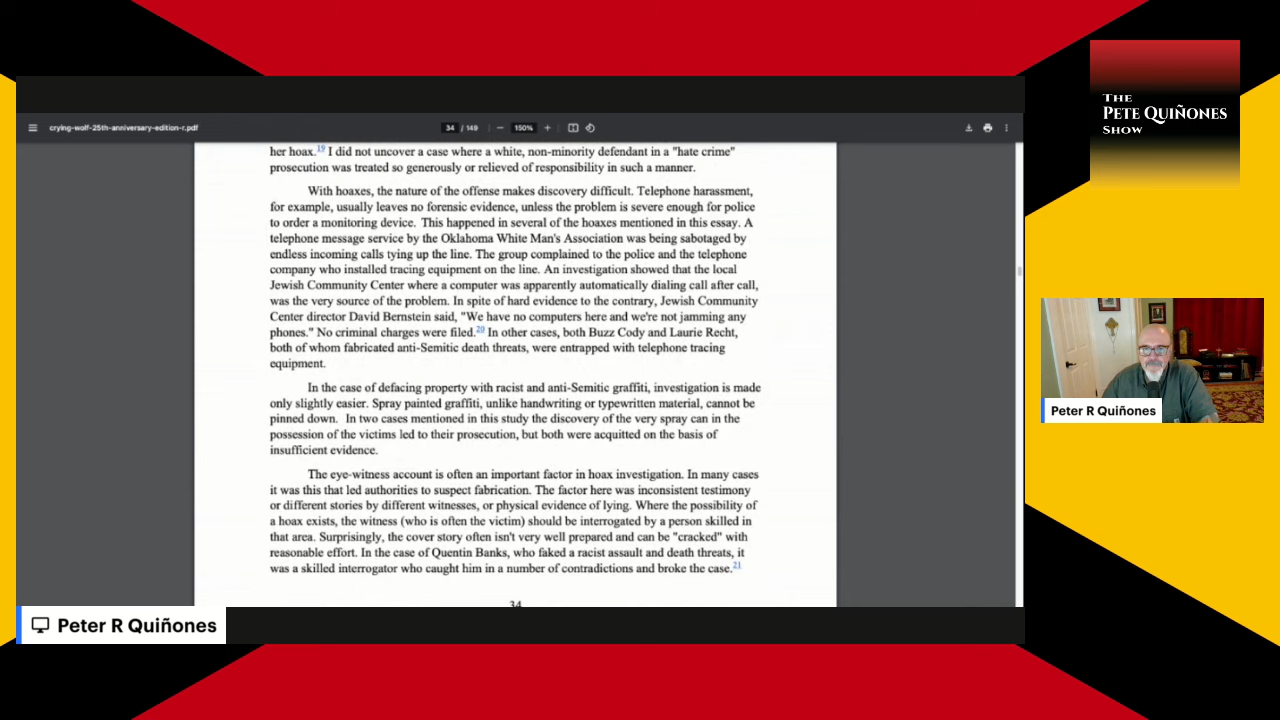 THE
PETE QUIÑONES
SHOW
crying-wolf-25th-anniversary-edition-r.pdf
34 / 149
150%
her hoax.19 I did not uncover a case where a white, non-minority defendant in a "hate crime"
prosecution was treated so generously or relieved of responsibility in such a manner.
With hoaxes, the nature of the offense makes discovery difficult. Telephone harassment,
for example, usually leaves no forensic evidence, unless the problem is severe enough for police
to order a monitoring device. This happened in several of the hoaxes mentioned in this essay. A
telephone message service by the Oklahoma White Man's Association was being sabotaged by
endless incoming calls tying up the line. The group complained to the police and the telephone
company who installed tracing equipment on the line. An investigation showed that the local
Jewish Community Center where a computer was apparently automatically dialing call after call,
was the very source of the problem. In spite of hard evidence to the contrary, Jewish Community
Center director David Bernstein said, "We have no computers here and we're not jamming any
phones." No criminal charges were filed.20 In other cases, both Buzz Cody and Laurie Recht,
both of whom fabricated anti-Semitic death threats, were entrapped with telephone tracing
equipment.
In the case of defacing property with racist and anti-Semitic graffiti, investigation is made
only slightly easier. Spray painted graffiti, unlike handwriting or typewritten material, cannot be
pinned down. In two cases mentioned in this study the discovery of the very spray can in the
possession of the victims led to their prosecution, but both were acquitted on the basis of
insufficient evidence.
The eye-witness account is often an important factor in hoax investigation. In many cases
it was this that led authorities to suspect fabrication. The factor here was inconsistent testimony
or different stories by different witnesses, or physical evidence of lying. Where the possibility of
a hoax exists, the witness (who is often the victim) should be interrogated by a person skilled in
that area. Surprisingly, the cover story often isn't very well prepared and can be "cracked" with
reasonable effort. In the case of Quentin Banks, who faked a racist assault and death threats, it
was a skilled interrogator who caught him in a number of contradictions and broke the case.21
34
Peter R Quiñones
Peter R Quiñones